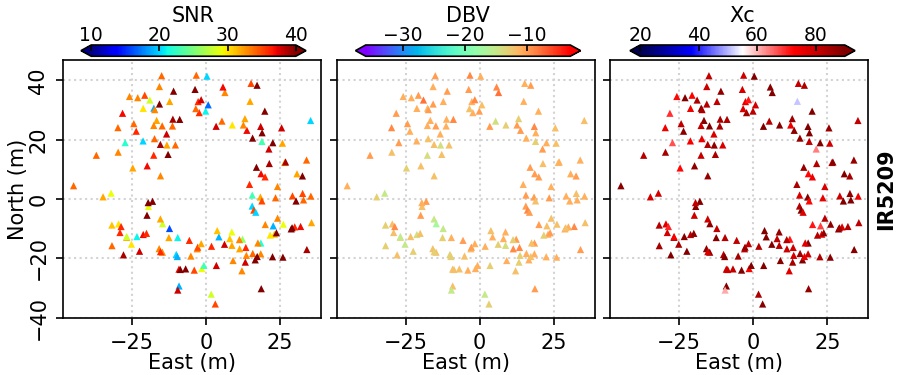 SNR DBV Xc
10 20 30 40 −30 −20 −10 20 40 60 80
40
20
0
−20
−40
North (m)
IR5209
−25 0 25 −25 0 25 −25 0 25
East (m) East (m) East (m)